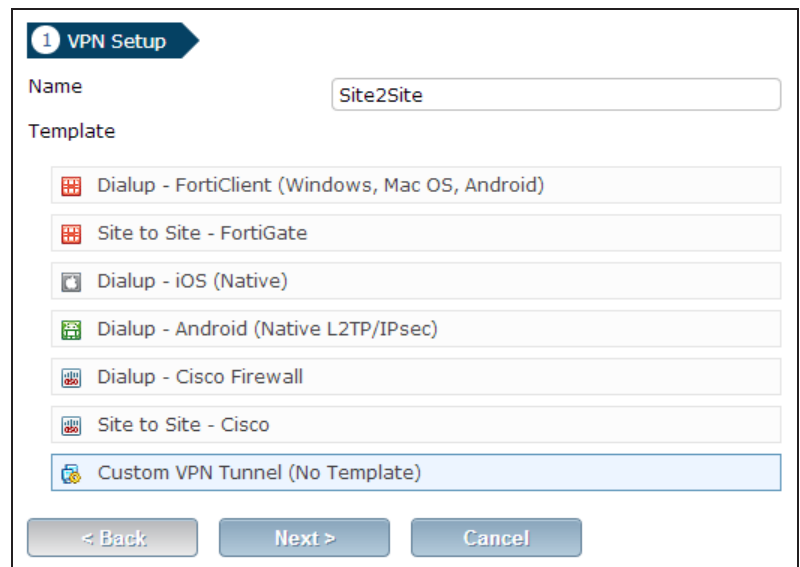 1 VPN Setup
Name Site2Site
Template
Dialup - FortiClient (Windows, Mac OS, Android)
Site to Site - FortiGate
Dialup - iOS (Native)
Dialup - Android (Native L2TP/IPsec)
Dialup - Cisco Firewall
Site to Site - Cisco
Custom VPN Tunnel (No Template)
< Back Next > Cancel